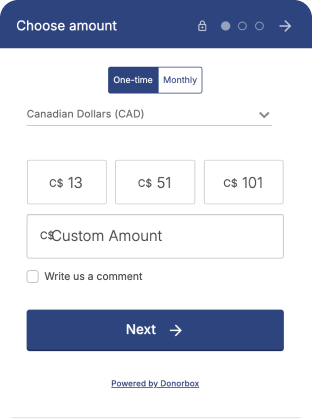 Choose amount
One-time Monthly
Canadian Dollars (CAD)
C$ 13 C$ 51 C$ 101
C$ Custom Amount
Write us a comment
Next
Powered by Donorbox